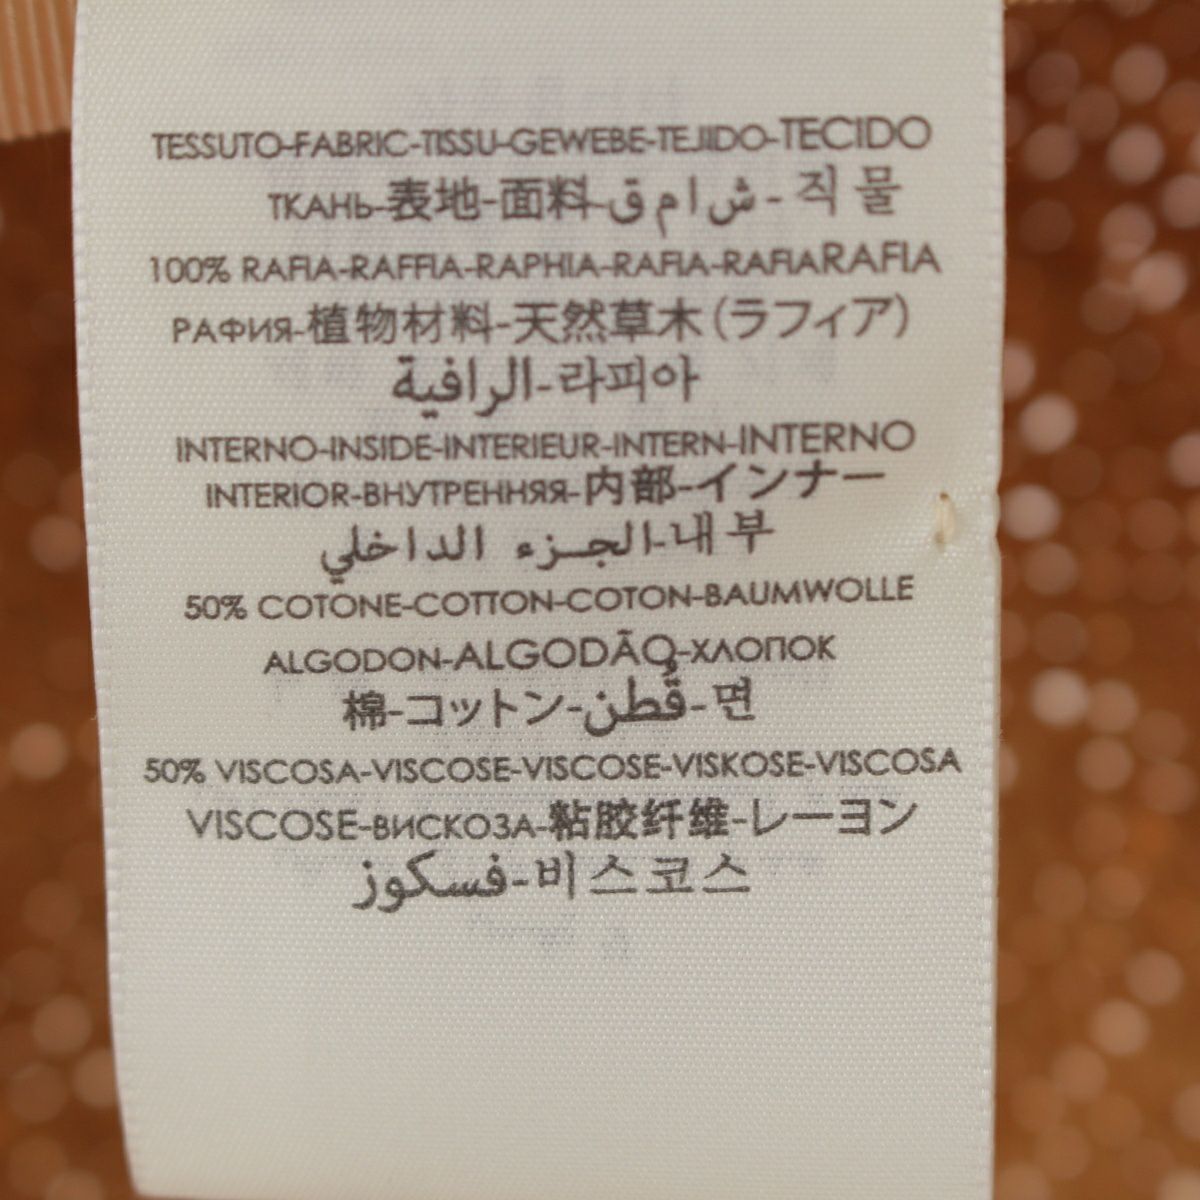 TESSUTO-FABRIC-TISSU-GEWEBE-TEJIDO-TECIDO
ТКАНЬ-表地-面料-ش ا م ق-직 물
100% RAFIA-RAFFIA-RAPHIA-RAFIA-RAFIARAFIA
РАФИЯ-植物材料-天然草木(ラフィア)
الرافية-라피아
INTERNO-INSIDE-INTERIEUR-INTERN-INTERNO
INTERIOR-ВНУТРЕННЯЯ-内部-インナー
الجزء الداخلي-내 부
50% COTONE-COTTON-COTON-BAUMWOLLE
ALGODON-ALGODÃO-ХЛОПОК
棉-コットン-قُطن-면
50% VISCOSA-VISCOSE-VISCOSE-VISKOSE-VISCOSA
VISCOSE-ВИСКОЗА-粘胶纤维-レーヨン
فسكوز-비스코스